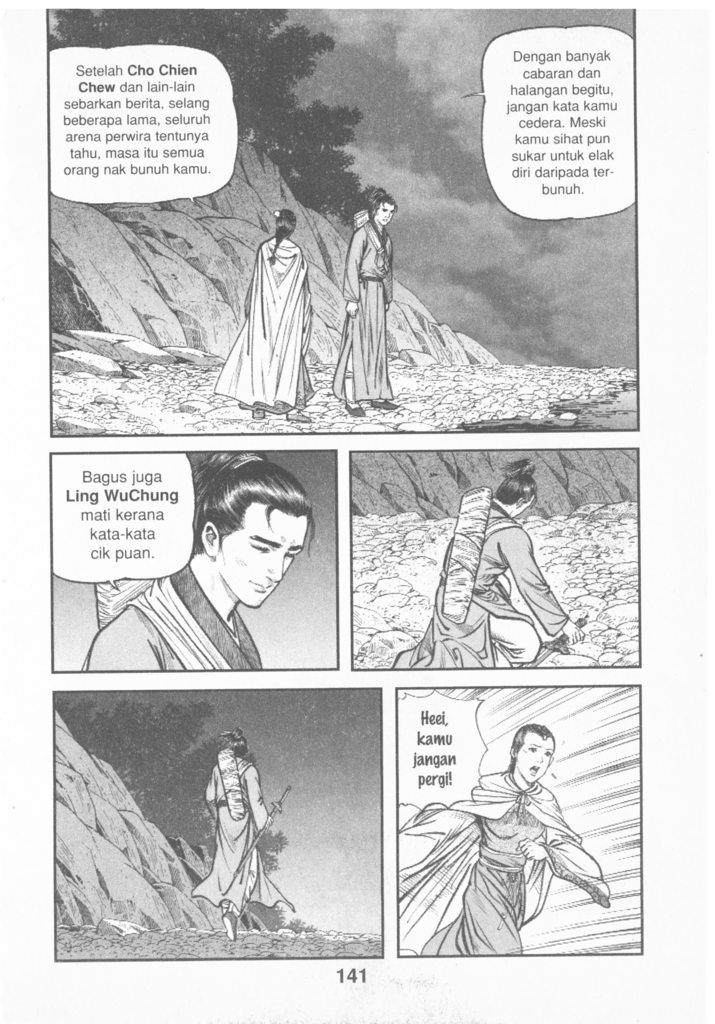 Setelah Cho Chien
Chew dan lain-lain
sebarkan berita, selang
beberapa lama, seluruh
arena perwira tentunya
tahu, masa itu semua
orang nak bunuh kamu.
Dengan banyak
cabaran dan
halangan begitu,
jangan kata kamu
cedera. Meski
kamu sihat pun
sukar untuk elak
diri daripada ter-
bunuh.
Bagus juga
Ling WuChung
mati kerana
kata-kata
cik puan.
Heei,
kamu
jangan
pergi!
141